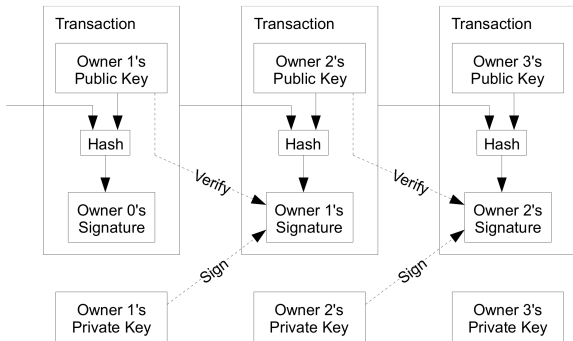 Transaction
Owner 1's
Public Key
Hash
Owner 0's
Signature
Transaction
Owner 2's
Public Key
Hash
Verify
Owner 1's
Signature
Sign
Transaction
Owner 3's
Public Key
Hash
Verify
Owner 2's
Signature
Sign
Owner 1's
Private Key
Owner 2's
Private Key
Owner 3's
Private Key